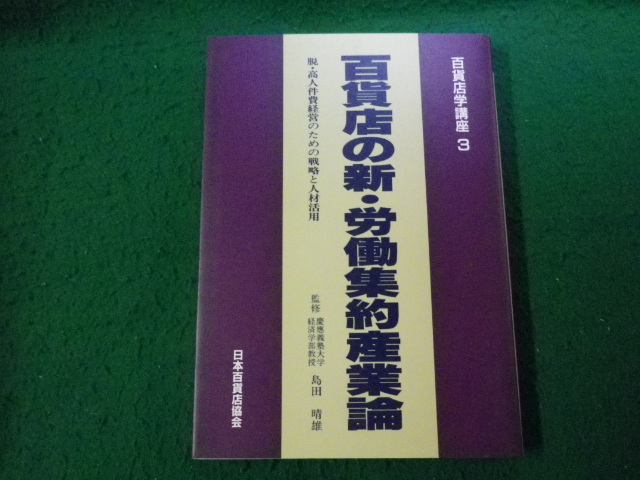 百貨店学講座 3
百貨店の新・労働集約産業論
脱・高人件費経営のための戦略と人材活用
監修 慶應義塾大学
経済学部教授
島田 晴雄
日本百貨店協会